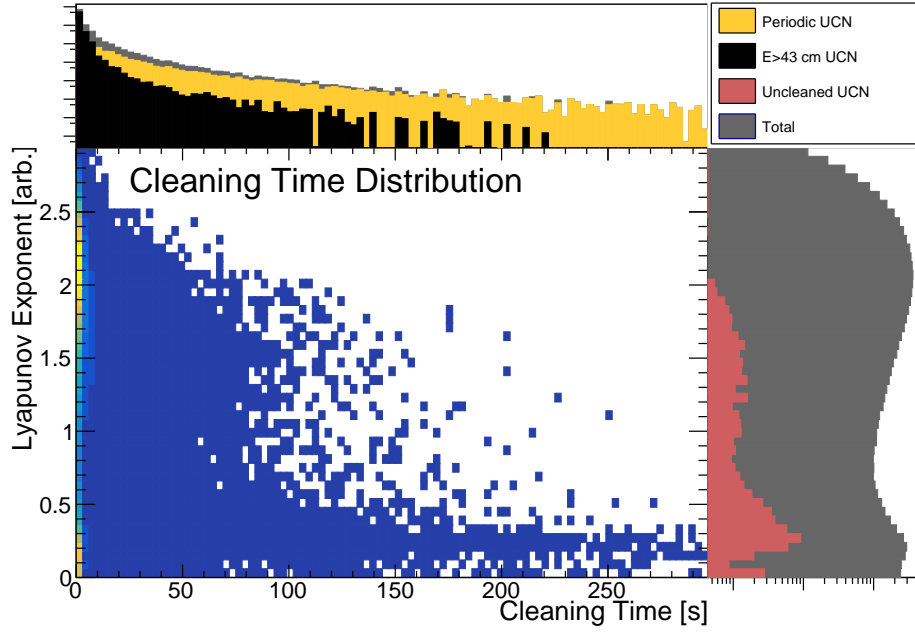 Periodic UCN
E>43 cm UCN
Uncleaned UCN
Total
Cleaning Time Distribution
Lyapunov Exponent [arb.]
2.5
2
1.5
1
0.5
0
0
50
100
150
200
250
Cleaning Time [s]